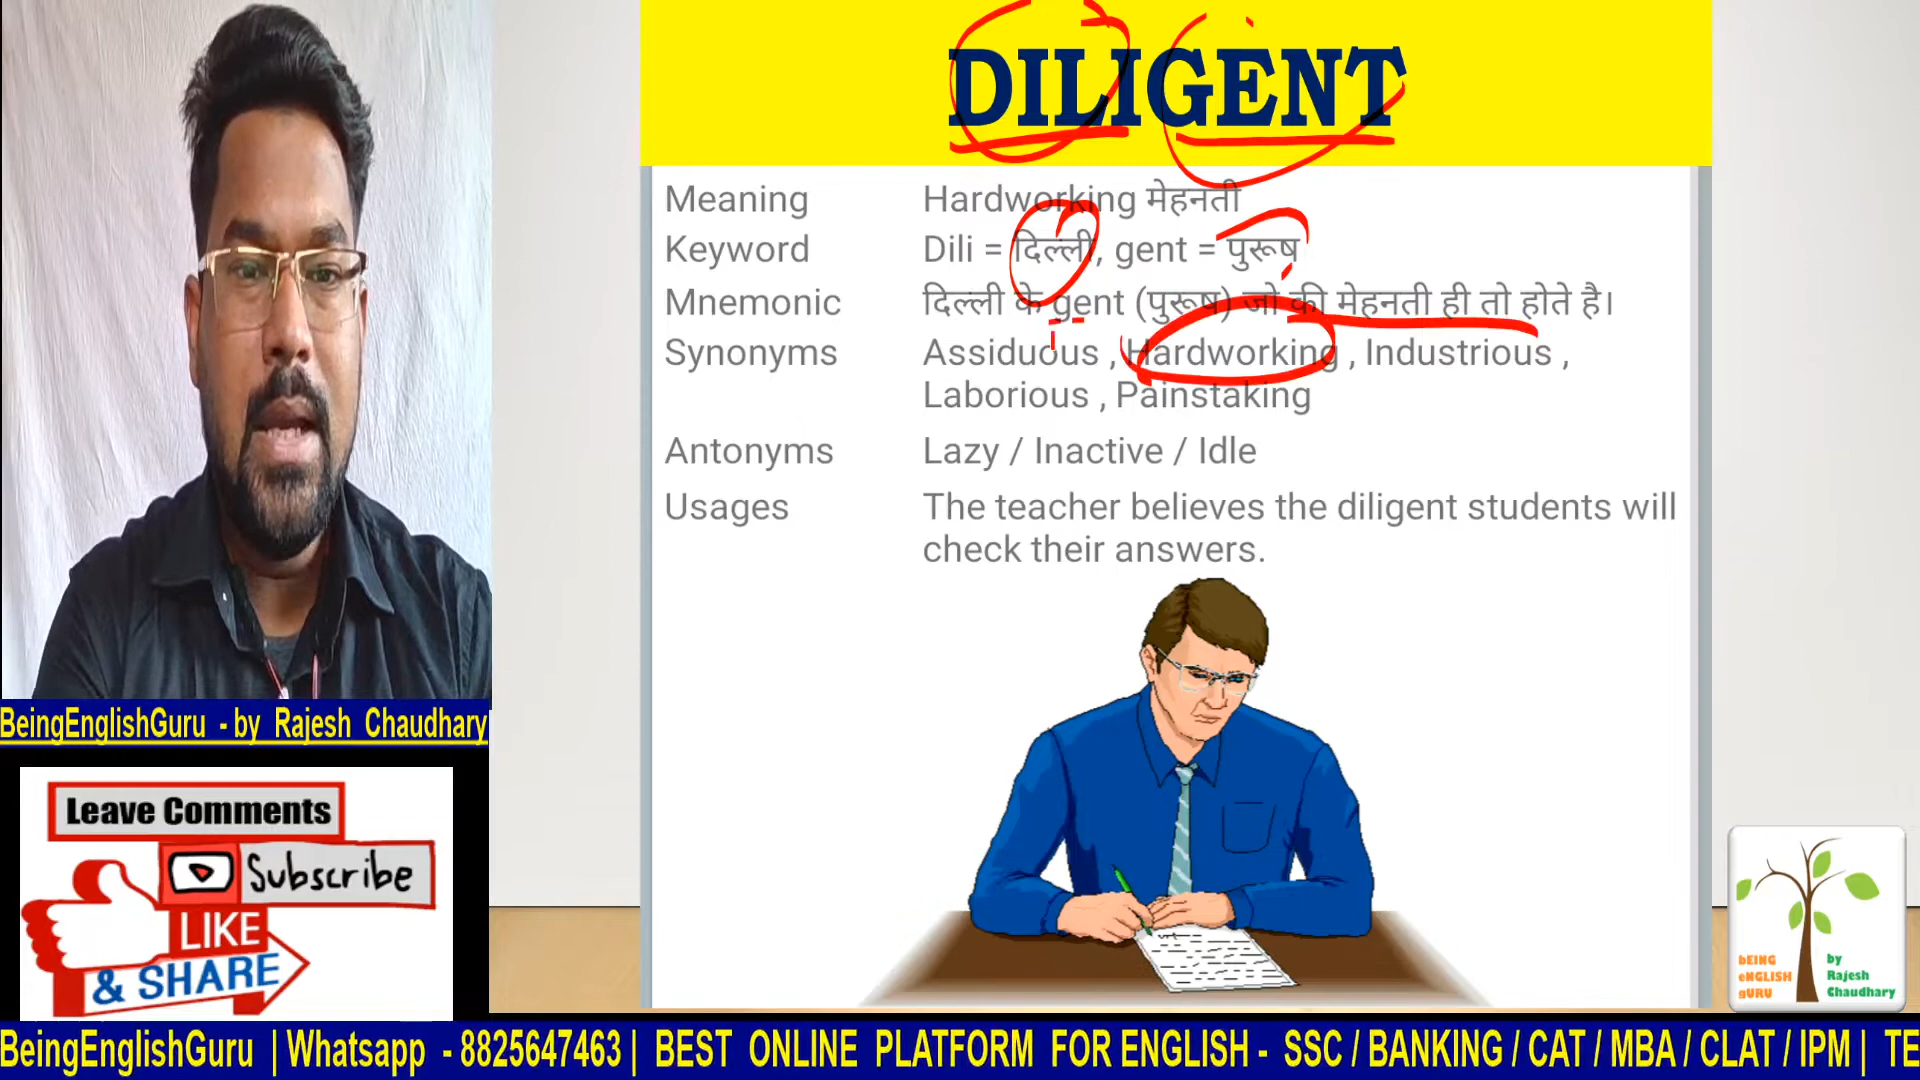 DILIGENT
Meaning Hardworking मेहनती
Keyword Dili = दिल्ली, gent = पुरूष
Mnemonic दिल्ली के gent (पुरूष) जो की मेहनती ही तो होते है।
Synonyms Assiduous , Hardworking , Industrious ,
Laborious , Painstaking
Antonyms Lazy / Inactive / Idle
Usages The teacher believes the diligent students will
check their answers.
BeingEnglishGuru - by Rajesh Chaudhary
Leave Comments
Subscribe
LIKE
& SHARE
bEING
eNGLISH
gURU
by
Rajesh
Chaudhary
BeingEnglishGuru | Whatsapp - 8825647463 | BEST ONLINE PLATFORM FOR ENGLISH - SSC / BANKING / CAT / MBA / CLAT / IPM | TE